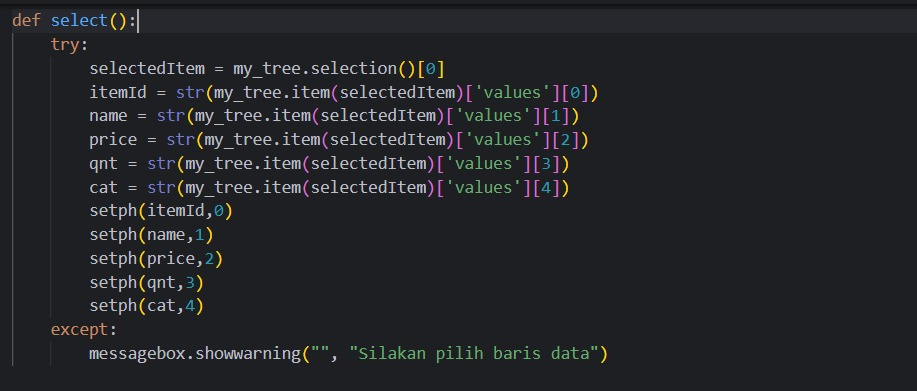 def select():
    try:
        selectedItem = my_tree.selection()[0]
        itemId = str(my_tree.item(selectedItem)['values'][0])
        name = str(my_tree.item(selectedItem)['values'][1])
        price = str(my_tree.item(selectedItem)['values'][2])
        qnt = str(my_tree.item(selectedItem)['values'][3])
        cat = str(my_tree.item(selectedItem)['values'][4])
        setph(itemId,0)
        setph(name,1)
        setph(price,2)
        setph(qnt,3)
        setph(cat,4)
    except:
        messagebox.showwarning("", "Silakan pilih baris data")